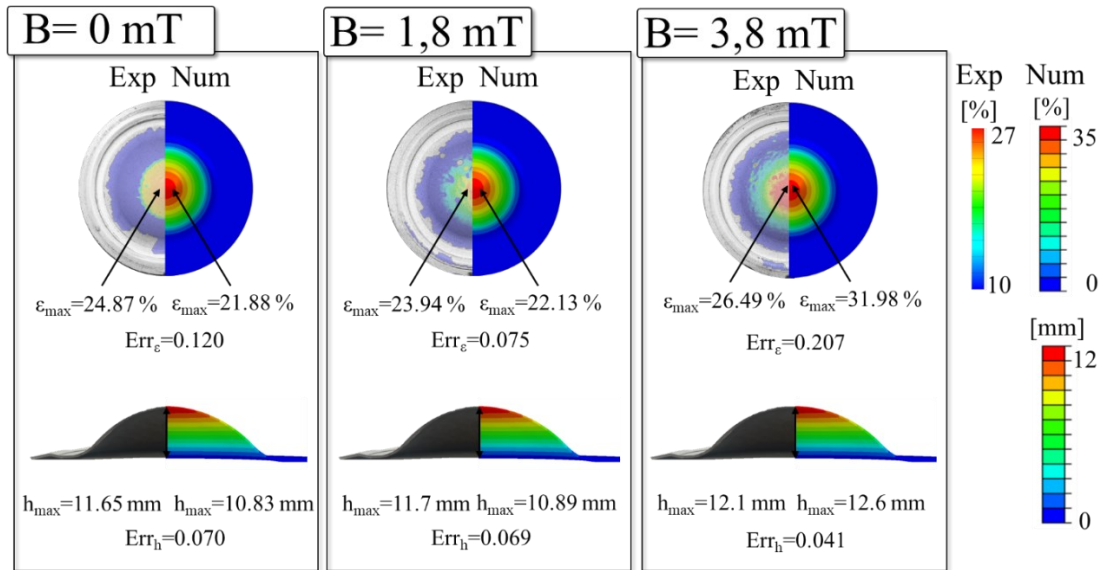 B= 0 mT
Exp Num
εmax=24.87 % εmax=21.88 %
Errε=0.120
hmax=11.65 mm hmax=10.83 mm
Errh=0.070
B= 1,8 mT
Exp Num
εmax=23.94 % εmax=22.13 %
Errε=0.075
hmax=11.7 mm hmax=10.89 mm
Errh=0.069
B= 3,8 mT
Exp Num
εmax=26.49 % εmax=31.98 %
Errε=0.207
hmax=12.1 mm hmax=12.6 mm
Errh=0.041
Exp Num
[%] [%]
27 35
10 0
[mm]
12
0